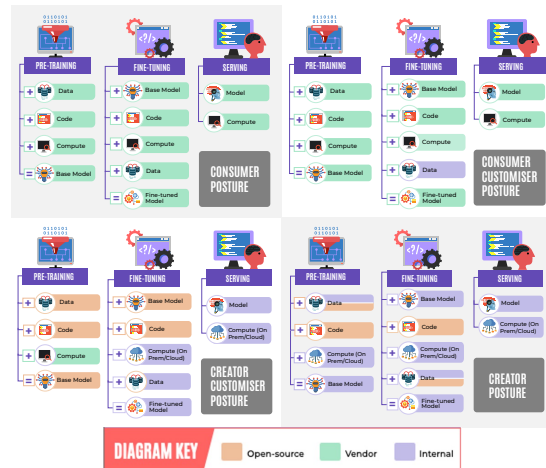 0110101
0110101
PRE-TRAINING
+ Data
+ Code
+ Compute
= Base Model
<?/>
FINE-TUNING
+ Base Model
+ Code
+ Compute
+ Data
= Fine-tuned
Model
SERVING
Model
Compute
CONSUMER
POSTURE
0110101
0110101
PRE-TRAINING
+ Data
+ Code
+ Compute
= Base Model
<?/>
FINE-TUNING
+ Base Model
+ Code
+ Compute
+ Data
= Fine-tuned
Model
SERVING
Model
Compute
CONSUMER
CUSTOMISER
POSTURE
0110101
0110101
PRE-TRAINING
+ Data
+ Code
+ Compute
= Base Model
<?/>
FINE-TUNING
+ Base Model
+ Code
+ Compute (On
Prem/Cloud)
+ Data
= Fine-tuned
Model
SERVING
Model
Compute (On
Prem/Cloud)
CREATOR
CUSTOMISER
POSTURE
0110101
0110101
PRE-TRAINING
+ Data
+ Code
+ Compute (On
Prem/Cloud)
= Base Model
<?/>
FINE-TUNING
+ Base Model
+ Code
+ Compute (On
Prem/Cloud)
+ Data
= Fine-tuned
Model
SERVING
Model
Compute (On
Prem/Cloud)
CREATOR
POSTURE
DIAGRAM KEY
Open-source
Vendor
Internal